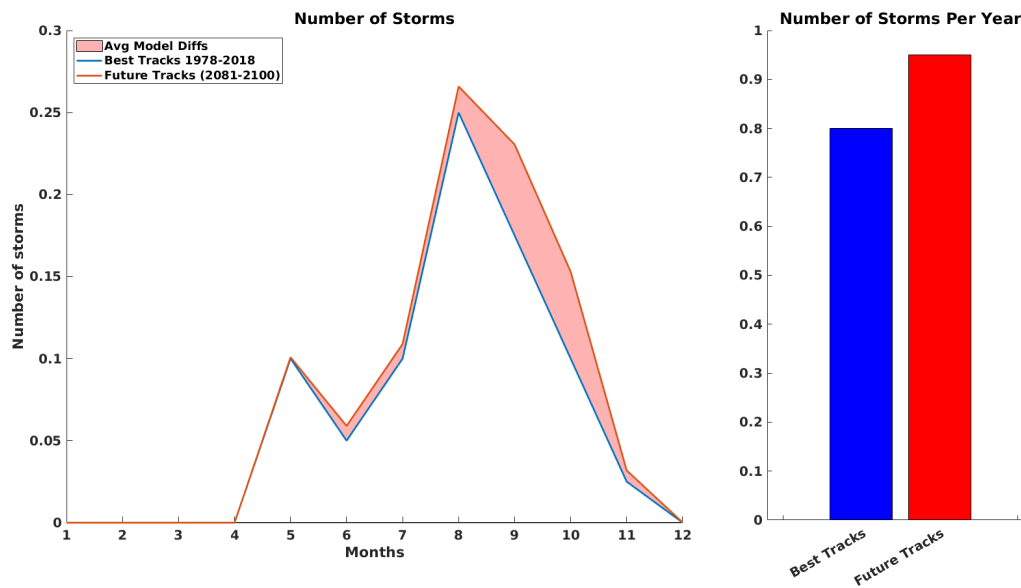 Number of Storms
Avg Model Diffs
Best Tracks 1978-2018
Future Tracks (2081-2100)
Number of storms
0.3
0.25
0.2
0.15
0.1
0.05
0
1 2 3 4 5 6 7 8 9 10 11 12
Months
Number of Storms Per Year
1
0.9
0.8
0.7
0.6
0.5
0.4
0.3
0.2
0.1
0
Best Tracks
Future Tracks